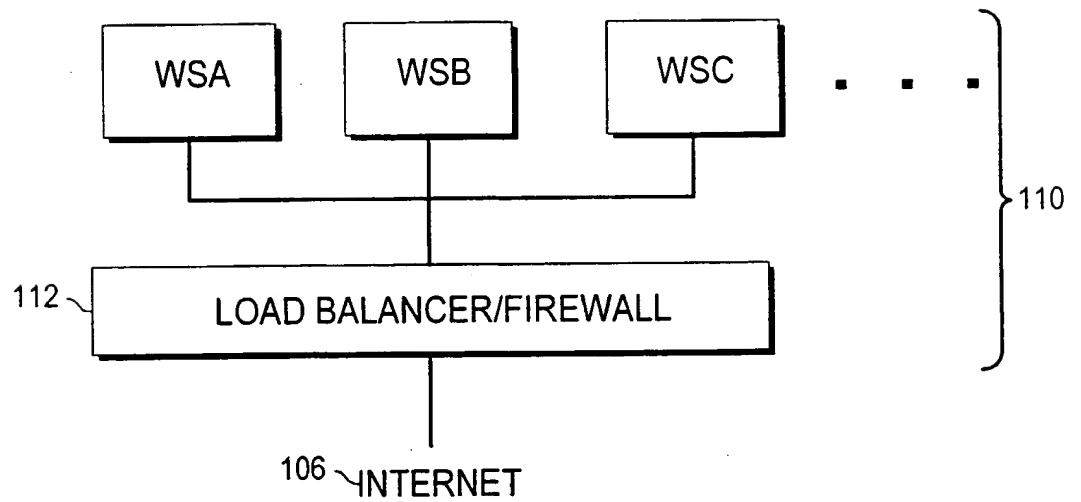 WSA
WSB
WSC
110
112
LOAD BALANCER/FIREWALL
106
INTERNET